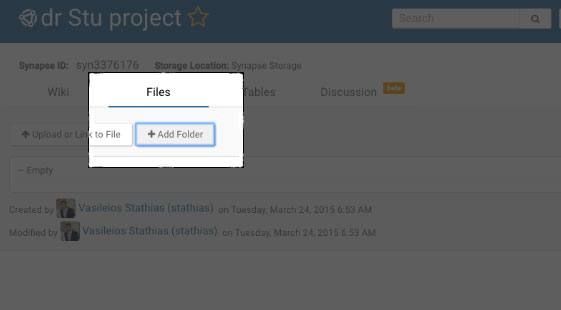 dr Stu project
Search
Synapse ID: syn3376176 Storage Location: Synapse Storage
Wiki Files Tables Discussion beta
Upload or Link to File Add Folder
-- Empty
Created by Vasileios Stathias (stathias) on Tuesday, March 24, 2015 6:53 AM
Modified by Vasileios Stathias (stathias) on Tuesday, March 24, 2015 6:53 AM